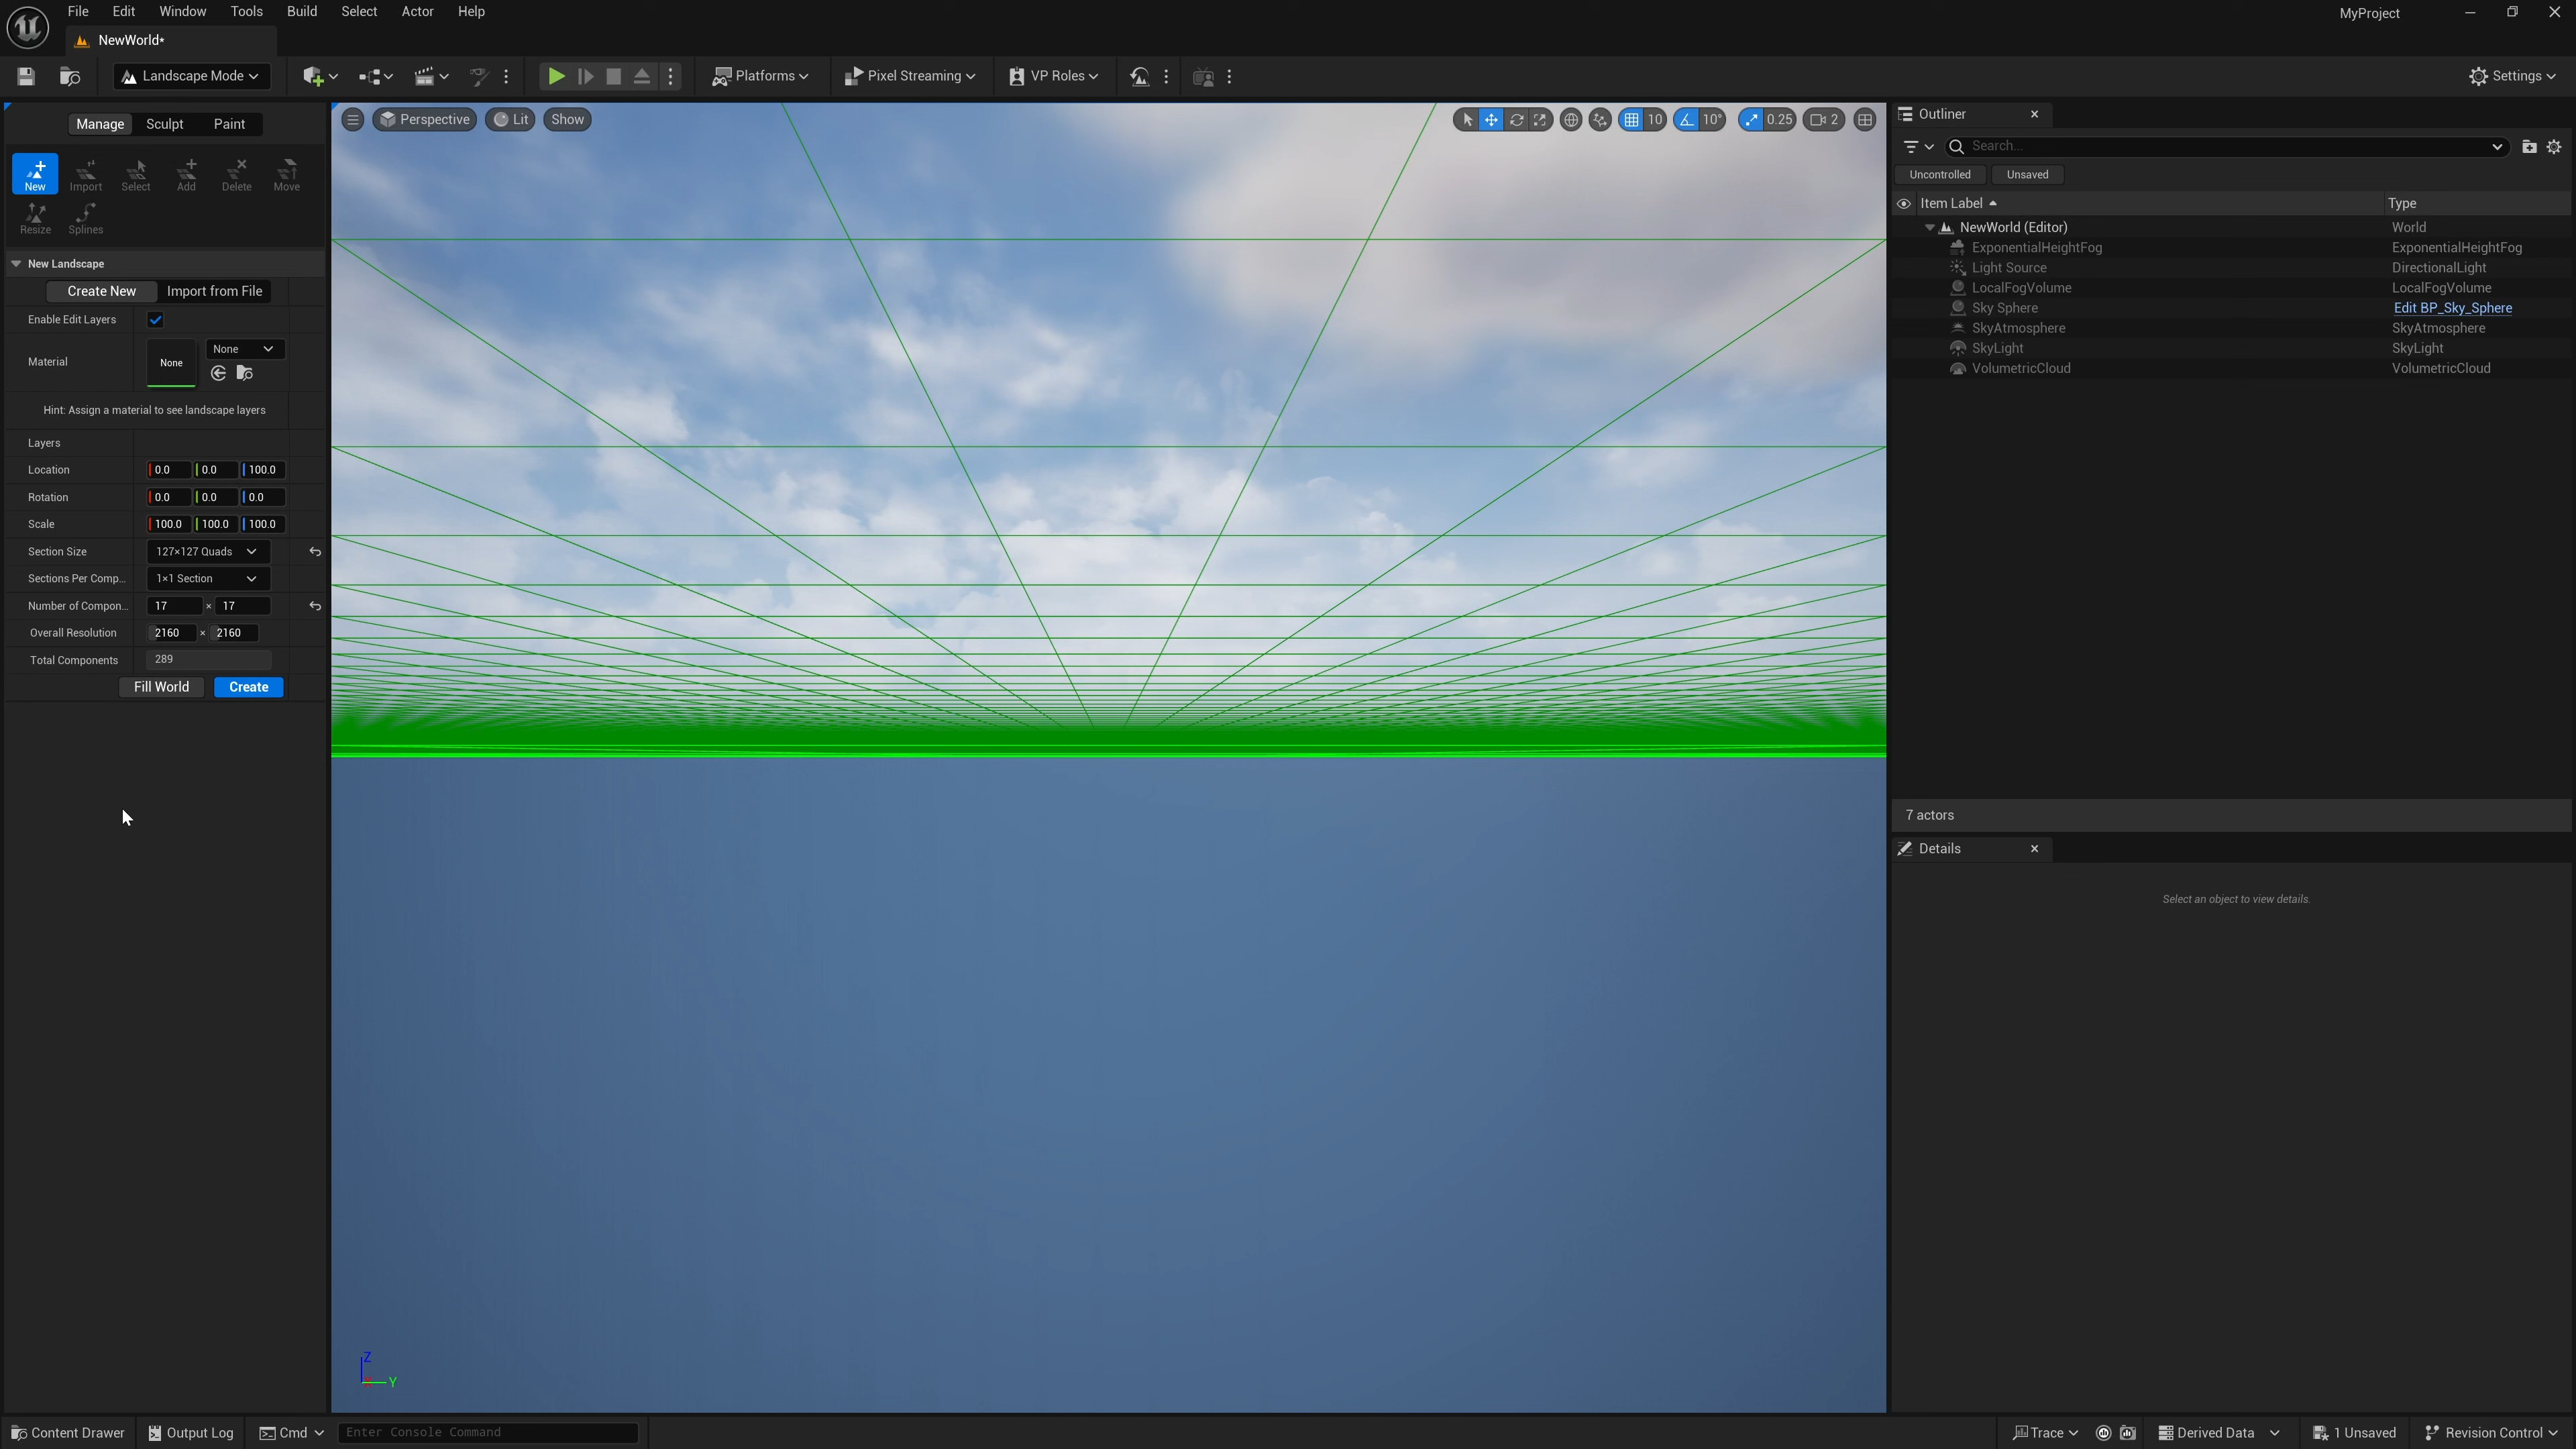 File Edit Window Tools Build Select Actor Help
MyProject
NewWorld*
Landscape Mode
Platforms
Pixel Streaming
VP Roles
Settings
Manage Sculpt Paint
New Import Select Add Delete Move
Resize Splines
New Landscape
Create New Import from File
Enable Edit Layers
Material None None
Hint: Assign a material to see landscape layers
Layers
Location 0.0 0.0 100.0
Rotation 0.0 0.0 0.0
Scale 100.0 100.0 100.0
Section Size 127×127 Quads
Sections Per Comp... 1×1 Section
Number of Compon... 17 × 17
Overall Resolution 2160 × 2160
Total Components 289
Fill World Create
Perspective Lit Show
10 10° 0.25 2
Z
Y
Outliner
Search...
Uncontrolled Unsaved
Item Label Type
NewWorld (Editor) World
ExponentialHeightFog ExponentialHeightFog
Light Source DirectionalLight
LocalFogVolume LocalFogVolume
Sky Sphere Edit BP_Sky_Sphere
SkyAtmosphere SkyAtmosphere
SkyLight SkyLight
VolumetricCloud VolumetricCloud
7 actors
Details
Select an object to view details.
Content Drawer Output Log Cmd Enter Console Command
Trace Derived Data 1 Unsaved Revision Control